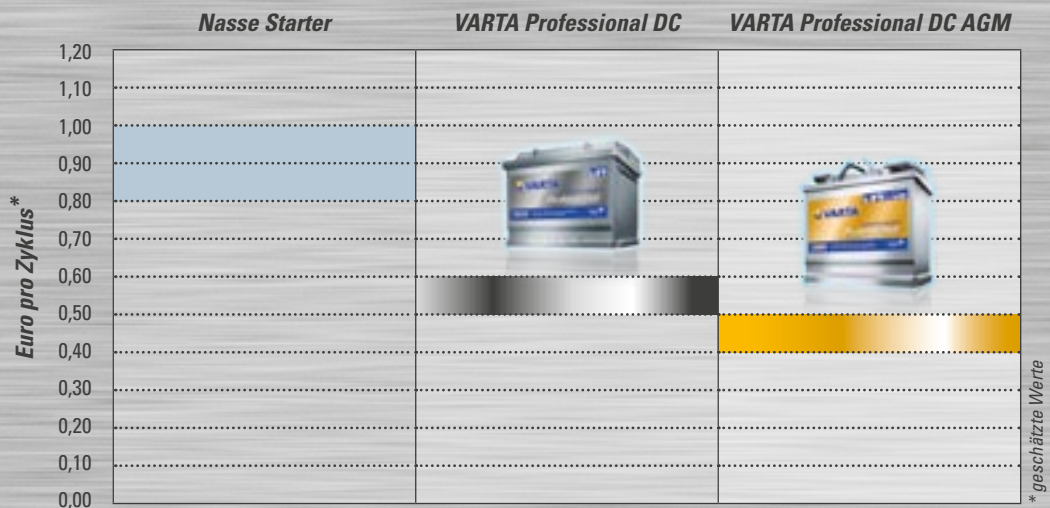 Nasse Starter
VARTA Professional DC
VARTA Professional DC AGM
1,20
1,10
1,00
0,90
0,80
0,70
0,60
0,50
0,40
0,30
0,20
0,10
0,00
Euro pro Zyklus*
VARTA
VARTA
* geschätzte Werte